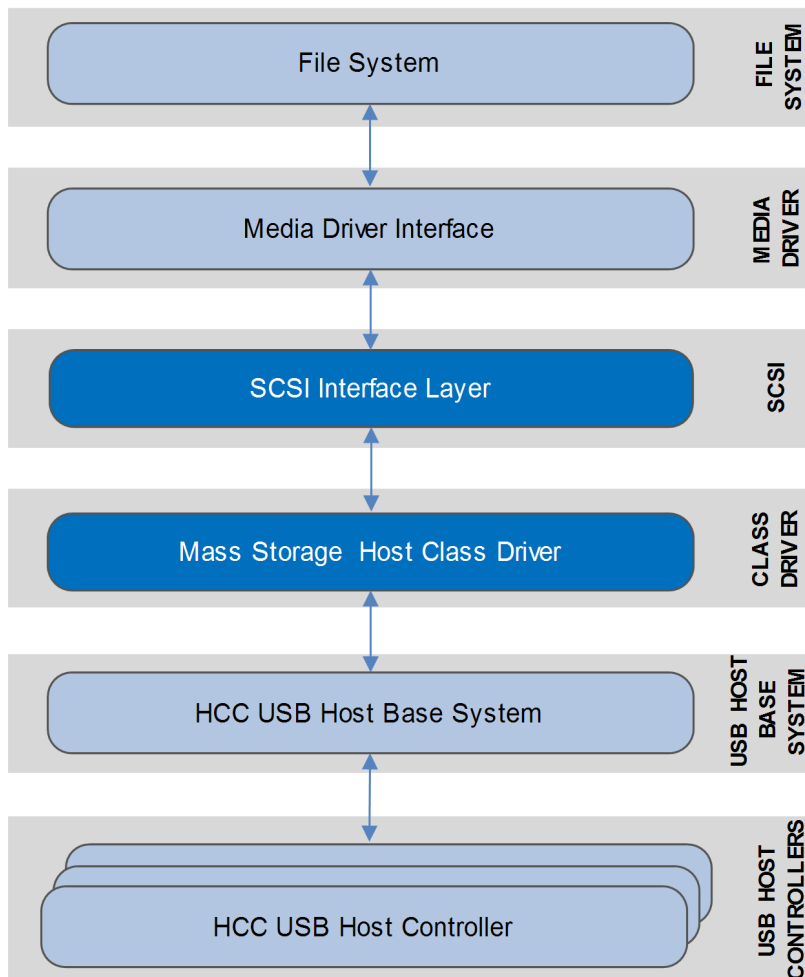 File System
FILE
SYSTEM
Media Driver Interface
MEDIA
DRIVER
SCSI Interface Layer
SCSI
Mass Storage Host Class Driver
CLASS
DRIVER
HCC USB Host Base System
USB HOST
BASE
SYSTEM
HCC USB Host Controller
USB HOST
CONTROLLERS